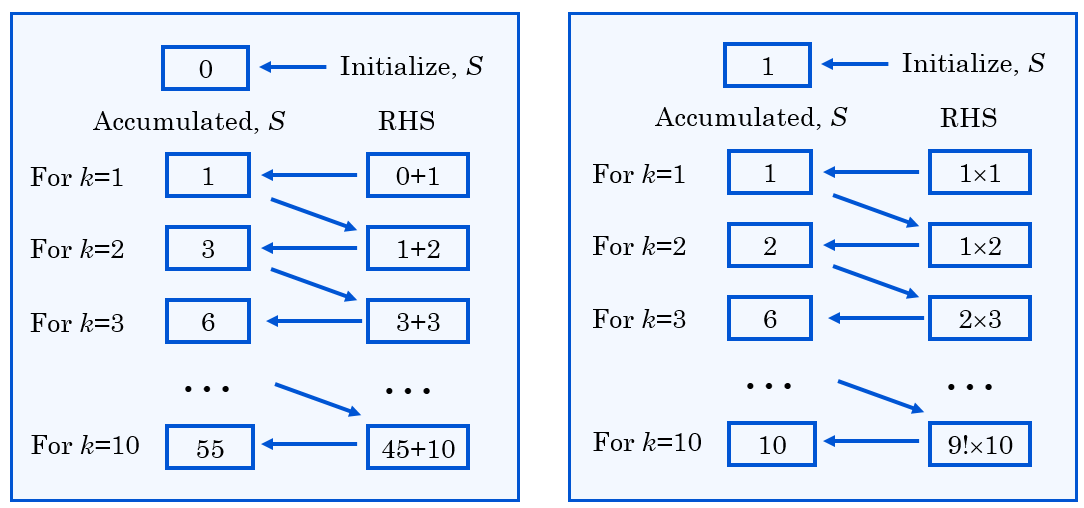 0
Initialize, S
Accumulated, S RHS
For k=1 1 0+1
For k=2 3 1+2
For k=3 6 3+3
... ...
For k=10 55 45+10
1
Initialize, S
Accumulated, S RHS
For k=1 1 1×1
For k=2 2 1×2
For k=3 6 2×3
... ...
For k=10 10 9!×10